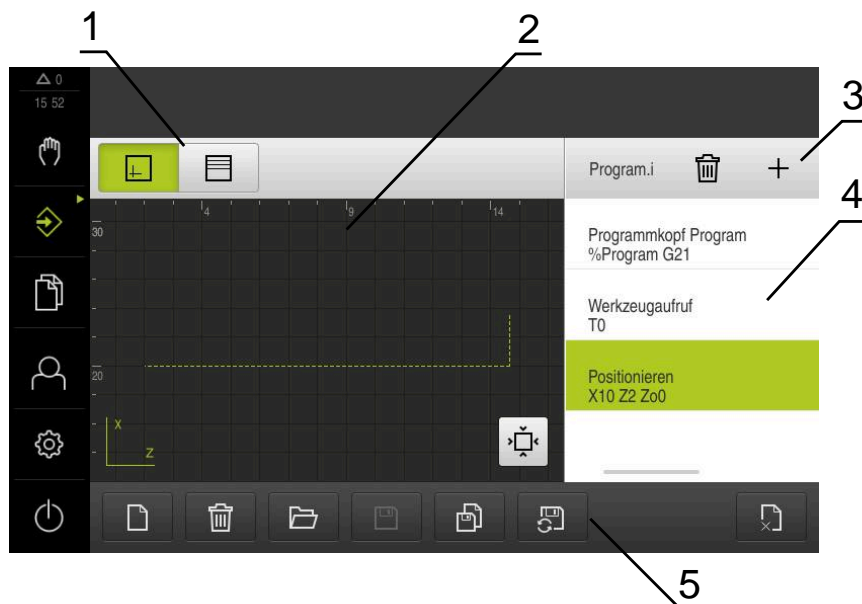 1
2
3
4
5
0
15 52
Program.i
4
9
14
30
20
X
Z
Programmkopf Program
%Program G21
Werkzeugaufruf
T0
Positionieren
X10 Z2 Zo0